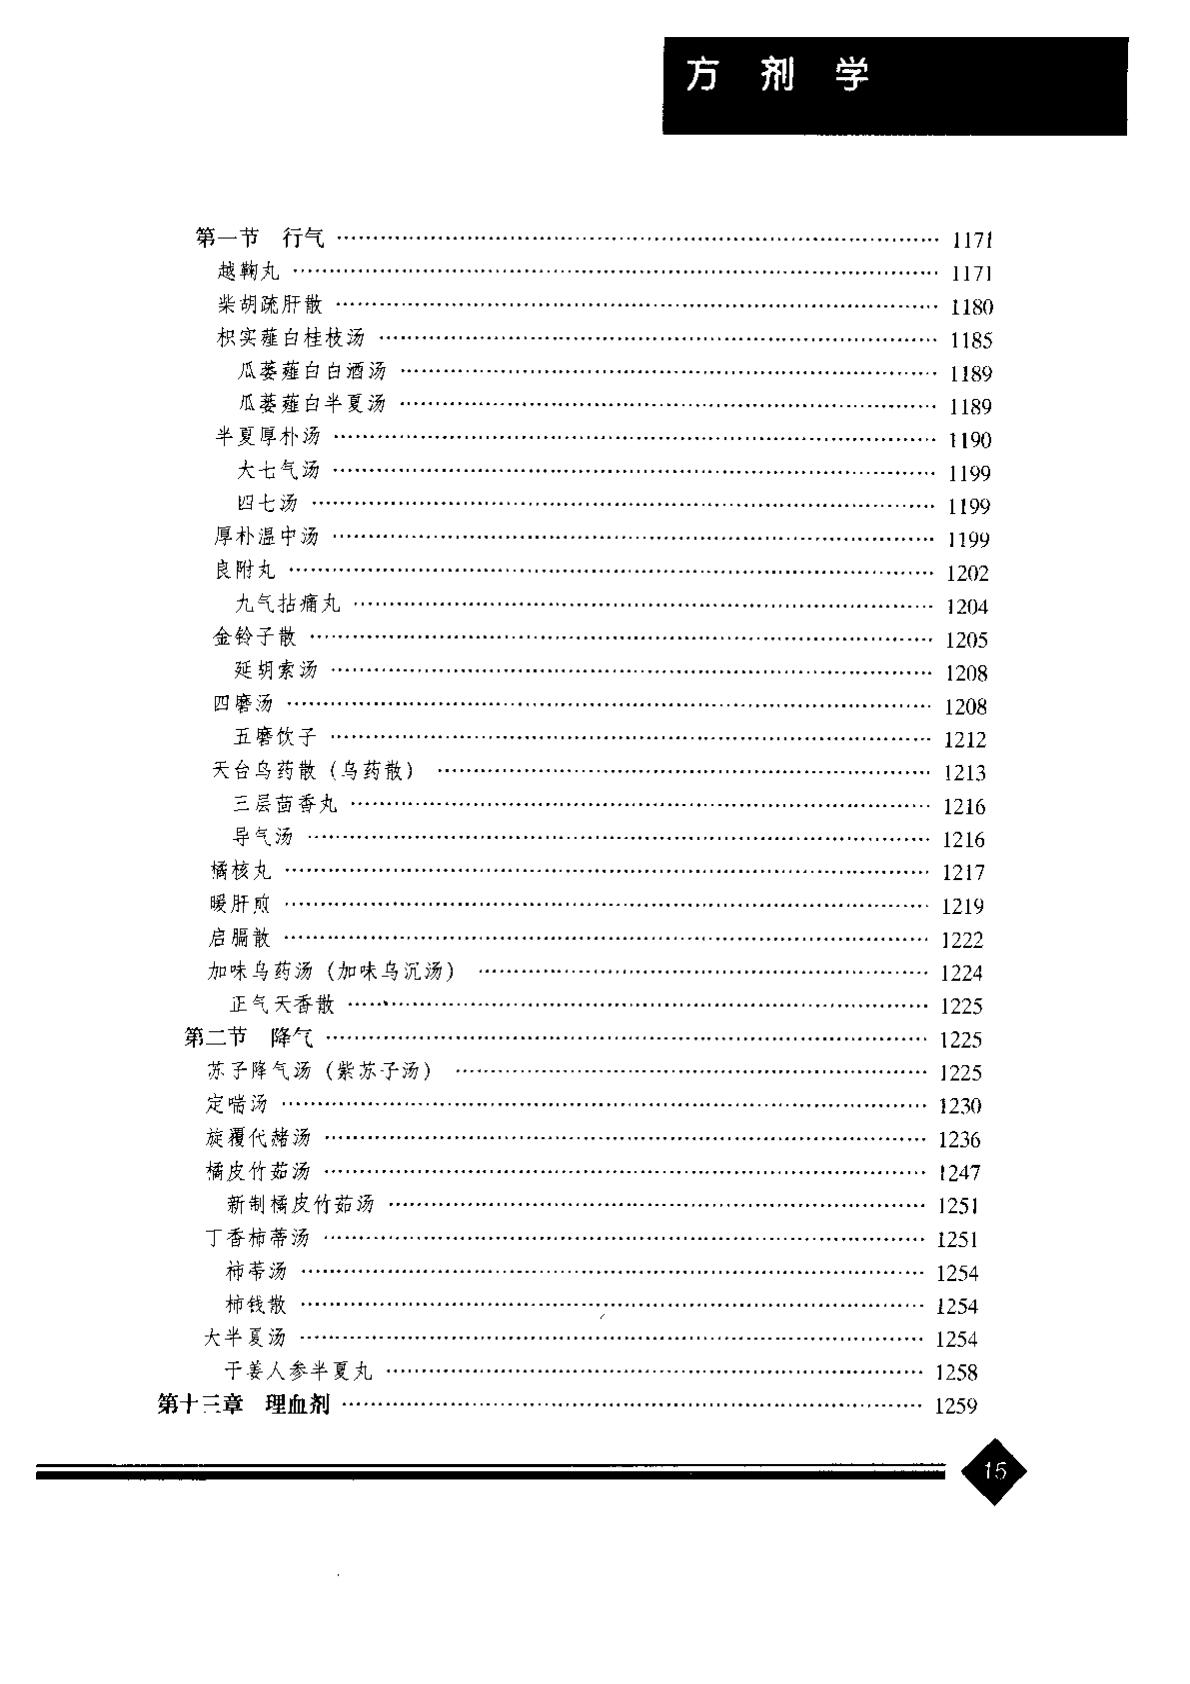 方 剂 学
第一节 行气 …… 1171
越鞠丸 …… 1171
柴胡疏肝散 …… 1180
枳实薤白桂枝汤 …… 1185
瓜蒌薤白白酒汤 …… 1189
瓜蒌薤白半夏汤 …… 1189
半夏厚朴汤 …… 1190
大七气汤 …… 1199
四七汤 …… 1199
厚朴温中汤 …… 1199
良附丸 …… 1202
九气拈痛丸 …… 1204
金铃子散 …… 1205
延胡索汤 …… 1208
四磨汤 …… 1208
五磨饮子 …… 1212
天台乌药散（乌药散） …… 1213
三层茴香丸 …… 1216
导气汤 …… 1216
橘核丸 …… 1217
暖肝煎 …… 1219
启膈散 …… 1222
加味乌药汤（加味乌沉汤） …… 1224
正气天香散 …… 1225
第二节 降气 …… 1225
苏子降气汤（紫苏子汤） …… 1225
定喘汤 …… 1230
旋覆代赭汤 …… 1236
橘皮竹茹汤 …… 1247
新制橘皮竹茹汤 …… 1251
丁香柿蒂汤 …… 1251
柿蒂汤 …… 1254
柿钱散 …… 1254
大半夏汤 …… 1254
干姜人参半夏丸 …… 1258
第十三章 理血剂 …… 1259
15